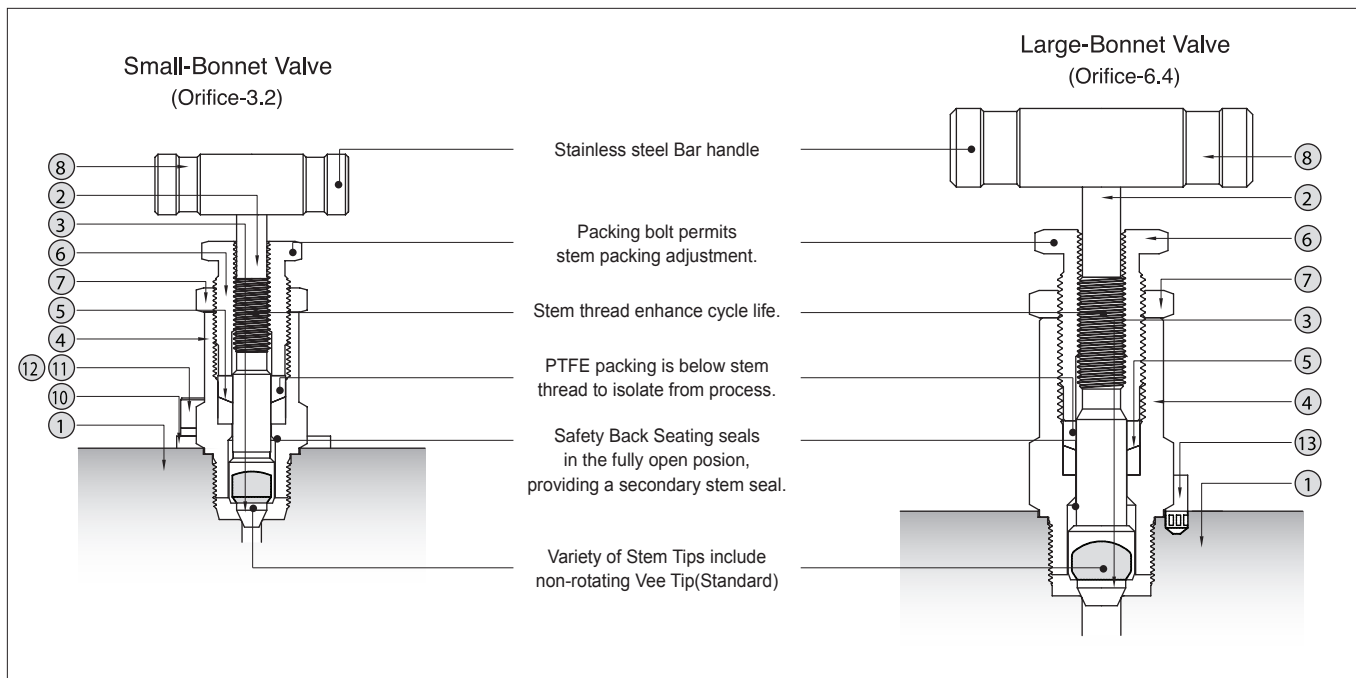 Small-Bonnet Valve
(Orifice-3.2)
Large-Bonnet Valve
(Orifice-6.4)
8
2
3
6
7
5
4
12 11
10
1
Stainless steel Bar handle
Packing bolt permits
stem packing adjustment.
Stem thread enhance cycle life.
PTFE packing is below stem
thread to isolate from process.
Safety Back Seating seals
in the fully open posion,
providing a secondary stem seal.
Variety of Stem Tips include
non-rotating Vee Tip(Standard)
8
2
6
7
3
5
4
13
1